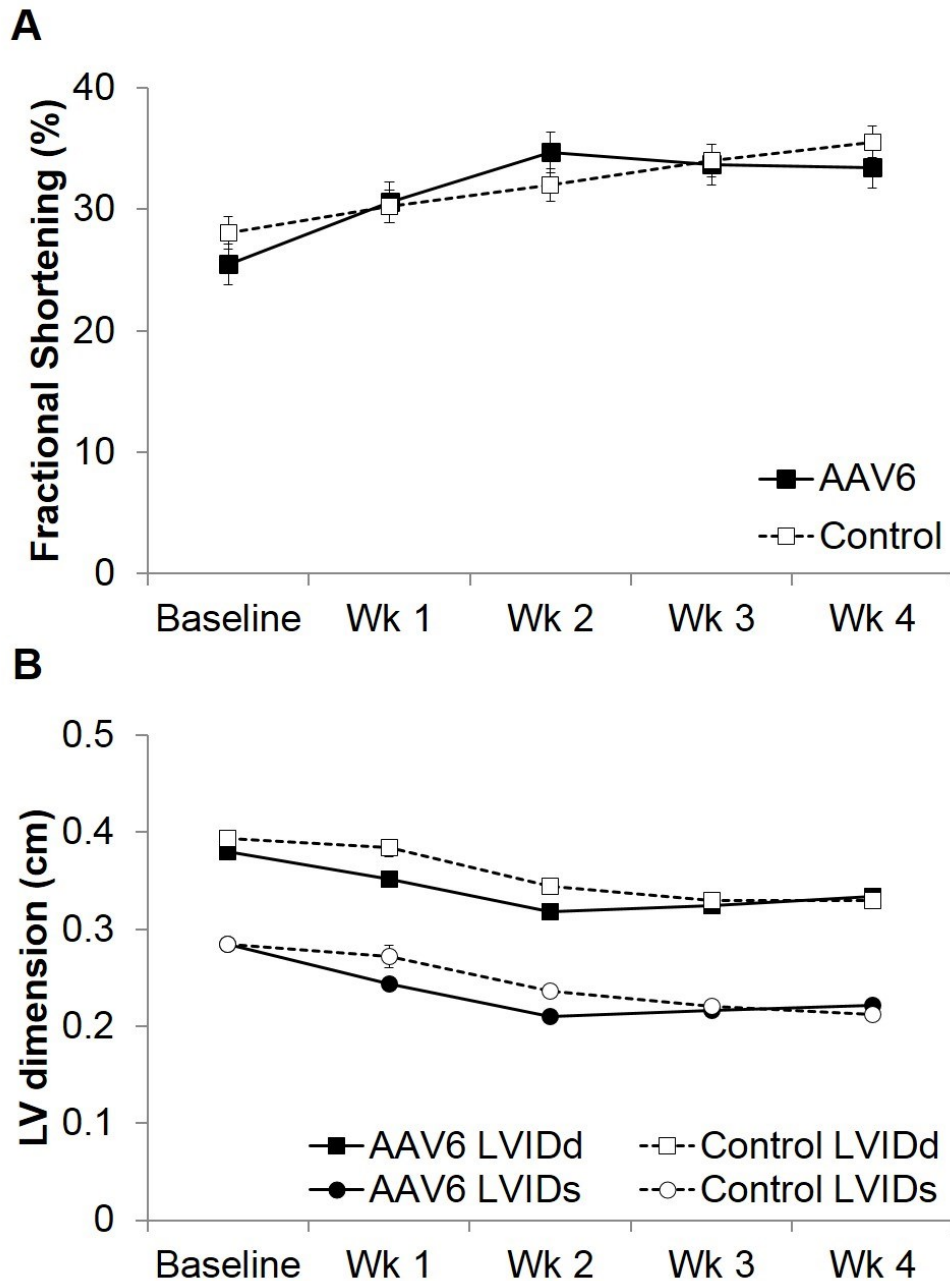 A
Fractional Shortening (%)
40
30
20
10
0
AAV6
Control
Baseline Wk 1 Wk 2 Wk 3 Wk 4
B
LV dimension (cm)
0.5
0.4
0.3
0.2
0.1
0
AAV6 LVIDd Control LVIDd
AAV6 LVIDs Control LVIDs
Baseline Wk 1 Wk 2 Wk 3 Wk 4